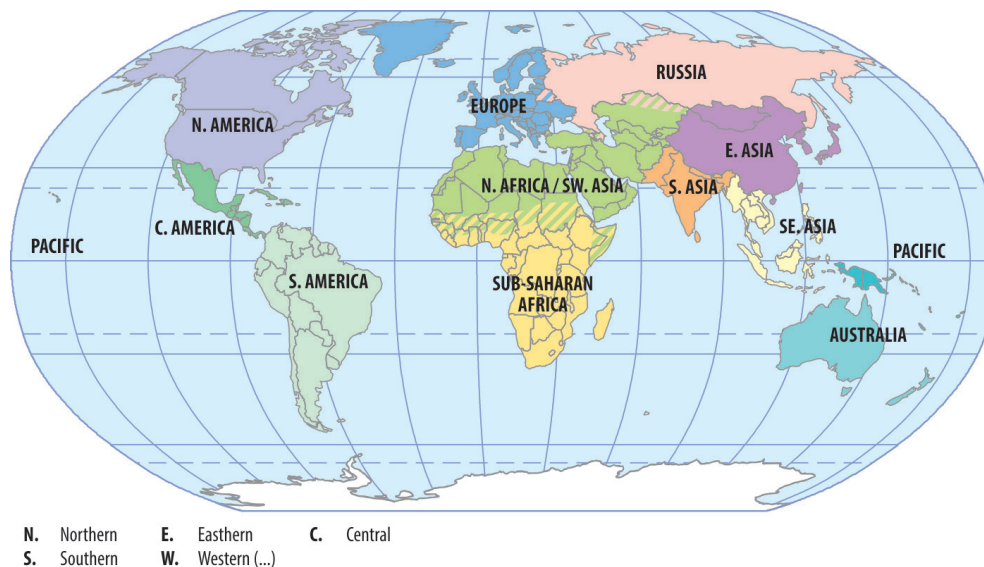 RUSSIA
EUROPE
N. AMERICA
E. ASIA
N. AFRICA / SW. ASIA
S. ASIA
C. AMERICA
SE. ASIA
PACIFIC
PACIFIC
S. AMERICA
SUB-SAHARAN
AFRICA
AUSTRALIA
N. Northern E. Easthern C. Central
S. Southern W. Western (...)